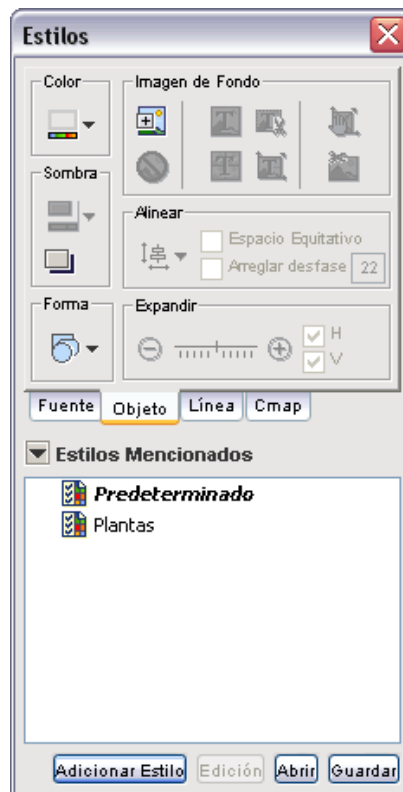 Estilos
Color
Imagen de Fondo
Sombra
Alinear
Espacio Equitativo
Arreglar desfase 22
Forma
Expandir
H
V
Fuente Objeto Línea Cmap
Estilos Mencionados
Predeterminado
Plantas
Adicionar Estilo Edición Abrir Guardar